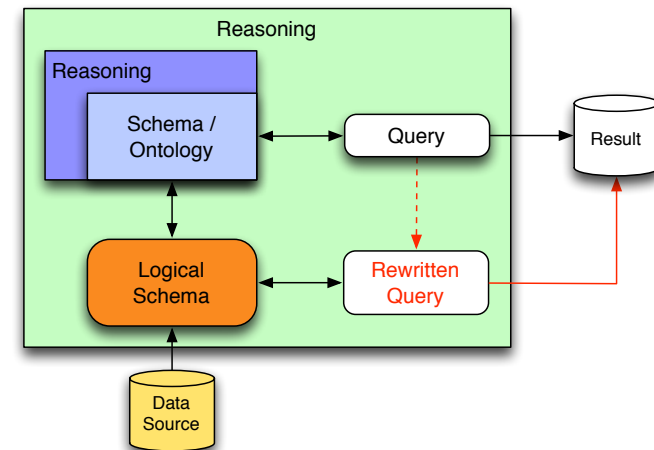 Reasoning
Reasoning
Schema /
Ontology
Query
Result
Logical
Schema
Rewritten
Query
Data
Source